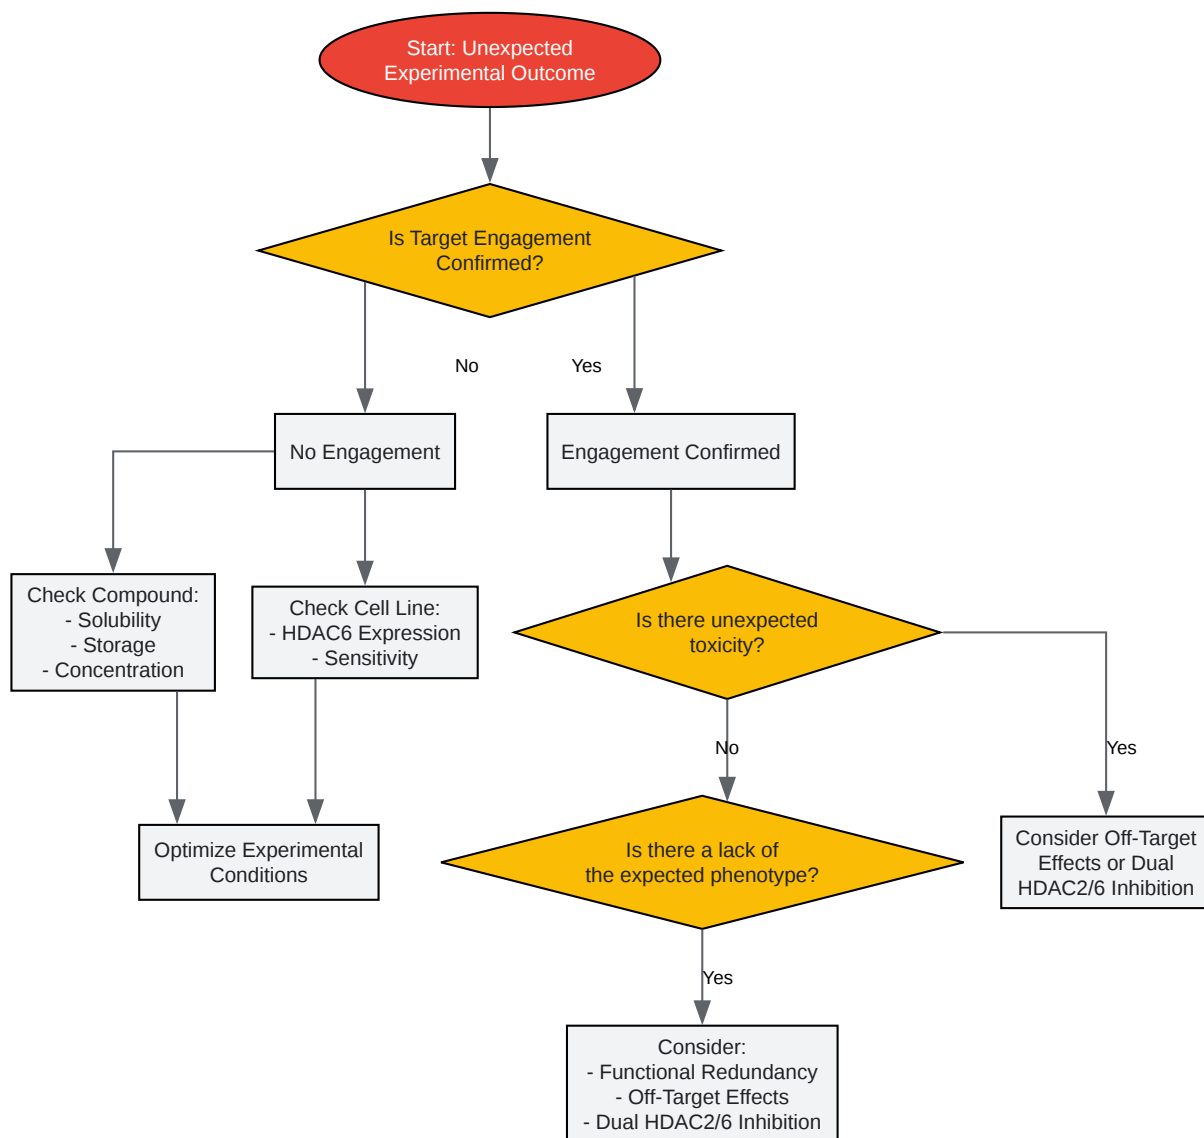 Start: Unexpected
Experimental Outcome
Is Target Engagement
Confirmed?
No
Yes
No Engagement
Engagement Confirmed
Check Compound:
- Solubility
- Storage
- Concentration
Check Cell Line:
- HDAC6 Expression
- Sensitivity
Is there unexpected
toxicity?
No
Yes
Optimize Experimental
Conditions
Is there a lack of
the expected phenotype?
Consider Off-Target
Effects or Dual
HDAC2/6 Inhibition
Yes
Consider:
- Functional Redundancy
- Off-Target Effects
- Dual HDAC2/6 Inhibition